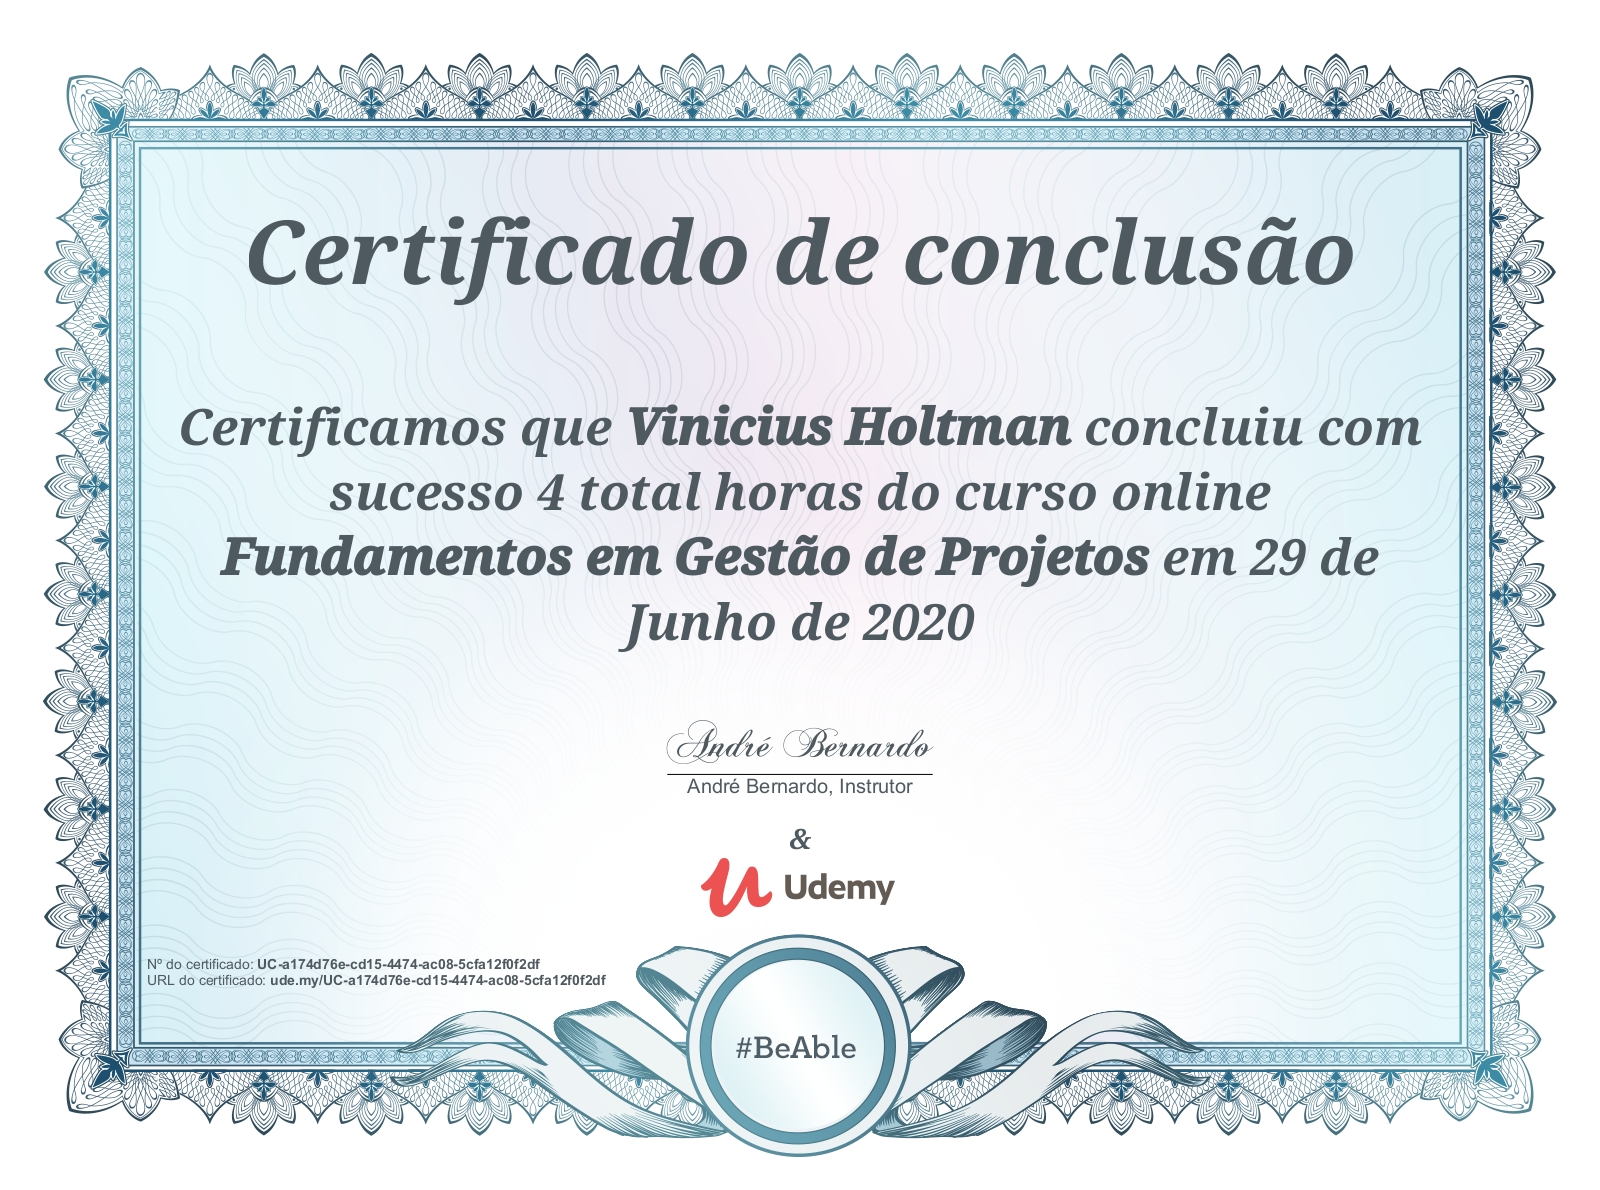 Certificado de conclusão
Certificamos que Vinicius Holtman concluiu com
sucesso 4 total horas do curso online
Fundamentos em Gestão de Projetos em 29 de
Junho de 2020
André Bernardo
André Bernardo, Instrutor
&
Udemy
Nº do certificado: UC-a174d76e-cd15-4474-ac08-5cfa12f0f2df
URL do certificado: ude.my/UC-a174d76e-cd15-4474-ac08-5cfa12f0f2df
#BeAble